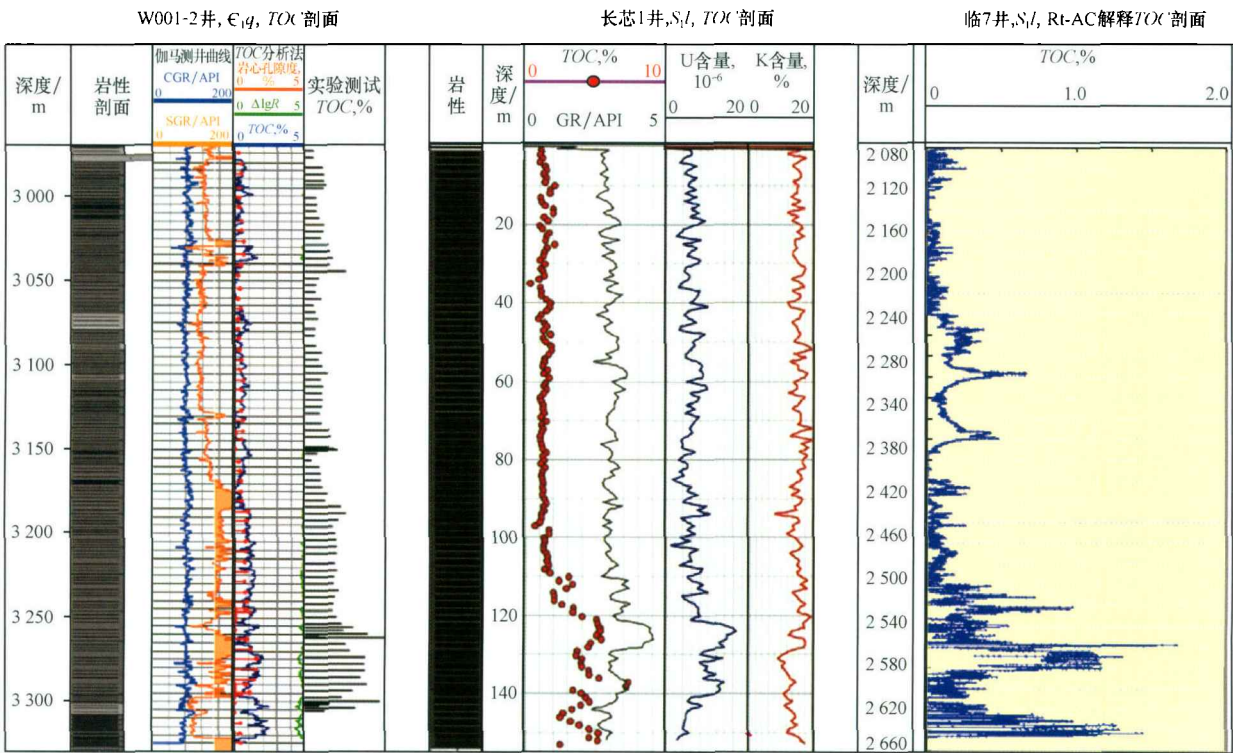 W001-2井, Є₁q, TOC剖面
深度/
m
岩性
剖面
伽马测井曲线
CGR/API
0 200
SGR/API
0 200
TOC分析法
岩心孔隙度,
0 % 5
0 ΔlgR 5
0 TOC,% 5
实验测试
TOC,%
3 000
3 050
3 100
3 150
3 200
3 250
3 300
长芯1井,S₁l, TOC剖面
岩
性
深
度/
m
TOC,%
0 10
0 GR/API 5
U含量,
10⁻⁶
0 20
K含量,
%
0 20
20
40
60
80
100
120
140
临7井,S₁l, Rt-AC解释TOC剖面
深度/
m
TOC,%
0 1.0 2.0
2 080
2 120
2 160
2 200
2 240
2 280
2 340
2 380
2 420
2 460
2 500
2 540
2 580
2 620
2 660